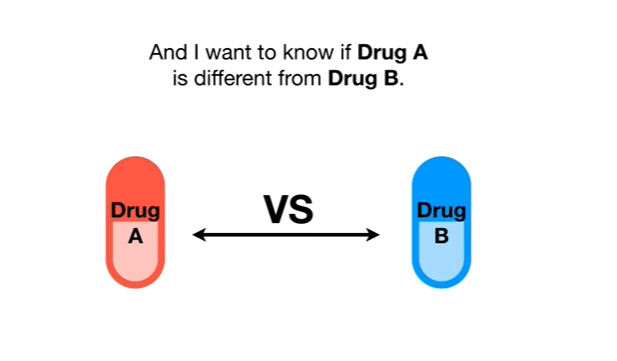 And I want to know if Drug A
is different from Drug B.
VS
Drug
A
Drug
B